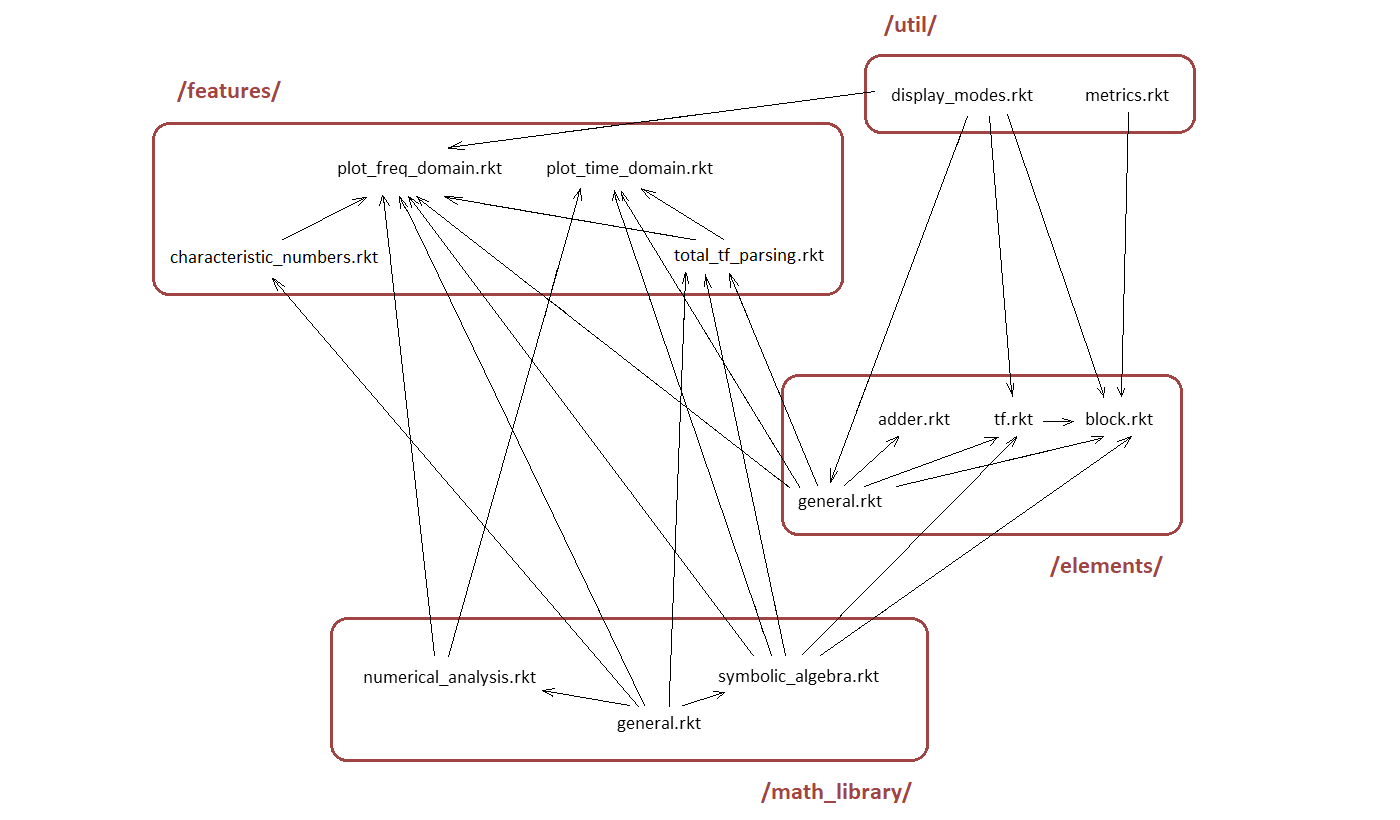 /util/
/features/
display_modes.rkt
metrics.rkt
plot_freq_domain.rkt
plot_time_domain.rkt
characteristic_numbers.rkt
total_tf_parsing.rkt
adder.rkt
tf.rkt
block.rkt
general.rkt
/elements/
numerical_analysis.rkt
symbolic_algebra.rkt
general.rkt
/math_library/